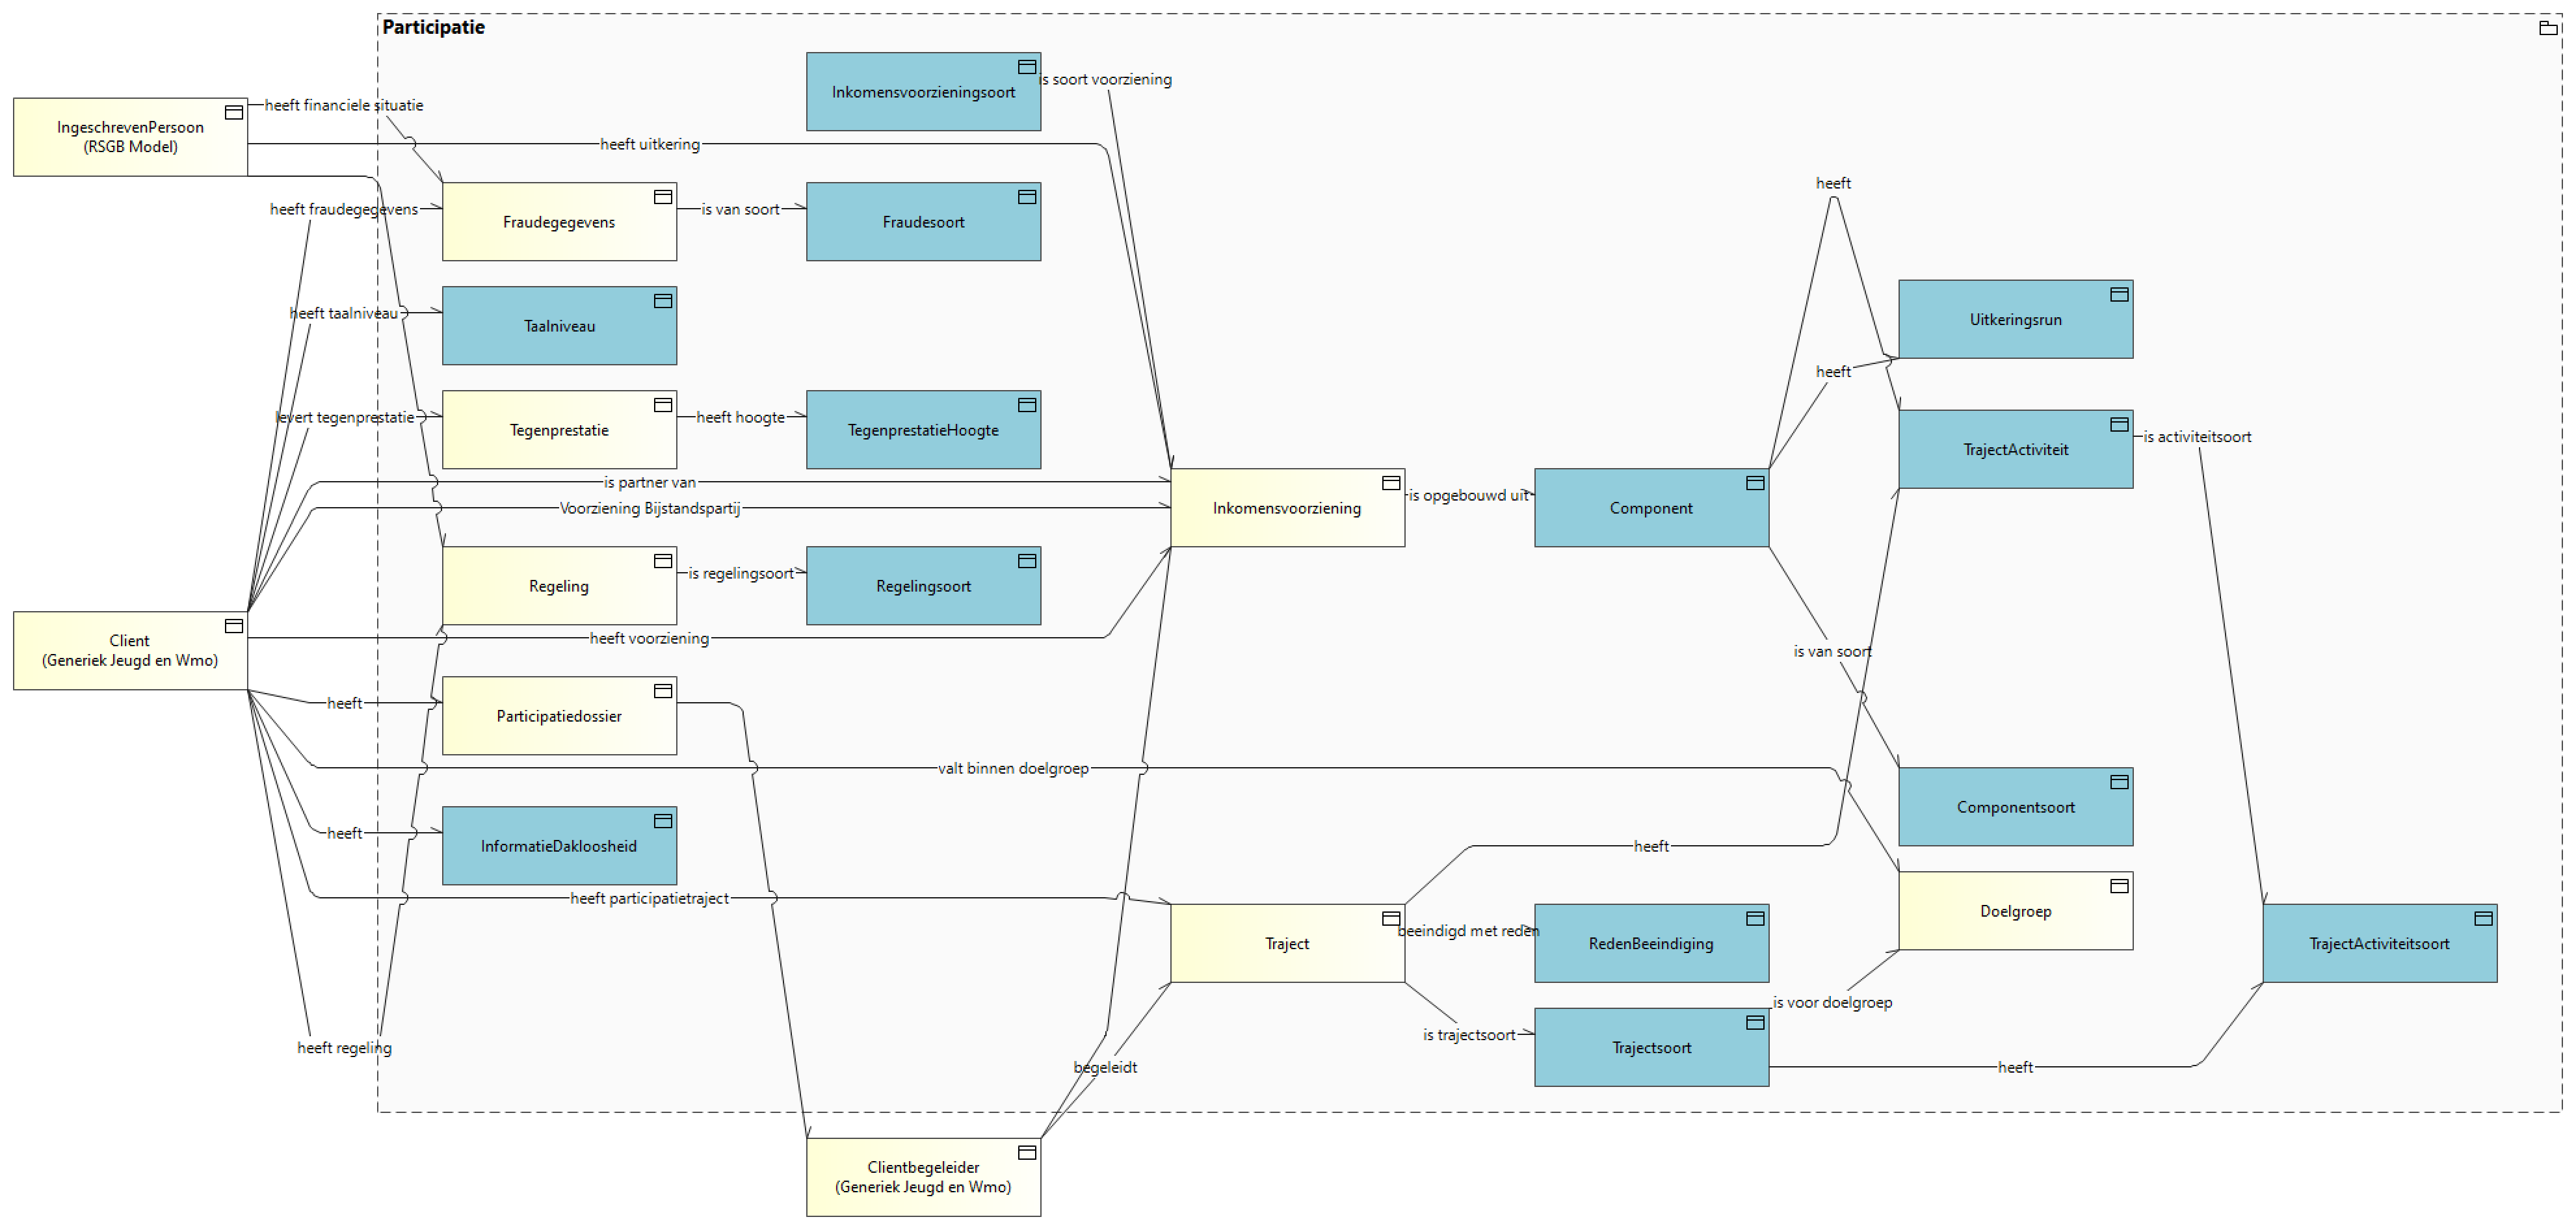 Participatie
Inkomensvoorzieningsoort
is soort voorziening
IngeschrevenPersoon
(RSGB Model)
heeft financiele situatie
heeft uitkering
heeft fraudegegevens
Fraudegegevens
is van soort
Fraudesoort
heeft
heeft taalniveau
Taalniveau
Uitkeringsrun
heeft
levert tegenprestatie
Tegenprestatie
heeft hoogte
TegenprestatieHoogte
TrajectActiviteit
is activiteitsoort
is partner van
Voorziening Bijstandspartij
Inkomensvoorziening
is opgebouwd uit
Component
Regeling
is regelingsoort
Regelingsoort
Client
(Generiek Jeugd en Wmo)
heeft voorziening
is van soort
heeft
Participatiedossier
valt binnen doelgroep
Componentsoort
heeft
InformatieDakloosheid
heeft
heeft participatietraject
Doelgroep
Traject
beeindigd met reden
RedenBeeindiging
TrajectActiviteitsoort
is voor doelgroep
heeft regeling
is trajectsoort
Trajectsoort
begeleidt
heeft
Clientbegeleider
(Generiek Jeugd en Wmo)